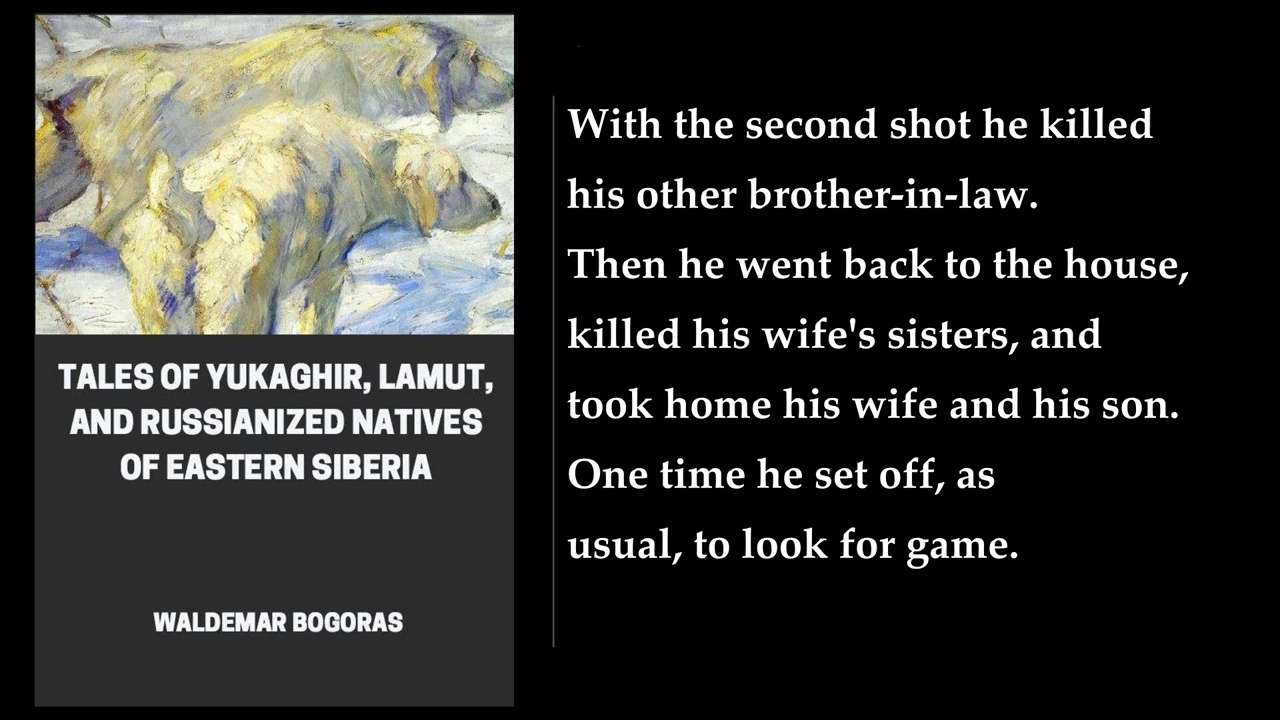 TALES OF YUKAGHIR, LAMUT,
AND RUSSIANIZED NATIVES
OF EASTERN SIBERIA
WALDEMAR BOGORAS
With the second shot he killed
his other brother-in-law.
Then he went back to the house,
killed his wife's sisters, and
took home his wife and his son.
One time he set off, as
usual, to look for game.